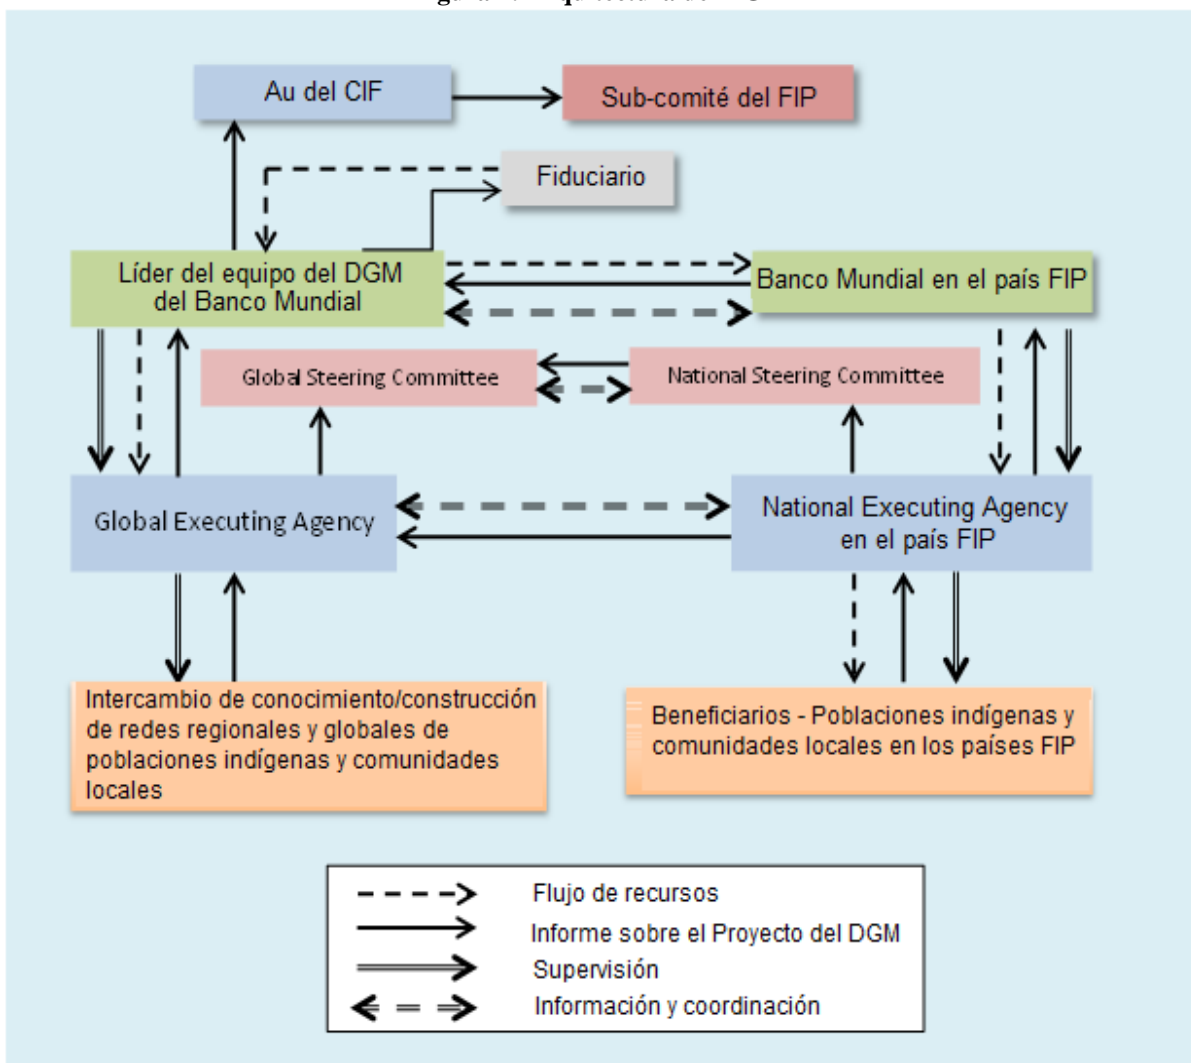 Au del CIF
Sub-comité del FIP
Fiduciario
Líder del equipo del DGM
del Banco Mundial
Banco Mundial en el país FIP
Global Steering Committee
National Steering Committee
Global Executing Agency
National Executing Agency
en el país FIP
Intercambio de conocimiento/construcción
de redes regionales y globales de
poblaciones indígenas y comunidades
locales
Beneficiarios - Poblaciones indígenas y
comunidades locales en los países FIP
Flujo de recursos
Informe sobre el Proyecto del DGM
Supervisión
Información y coordinación